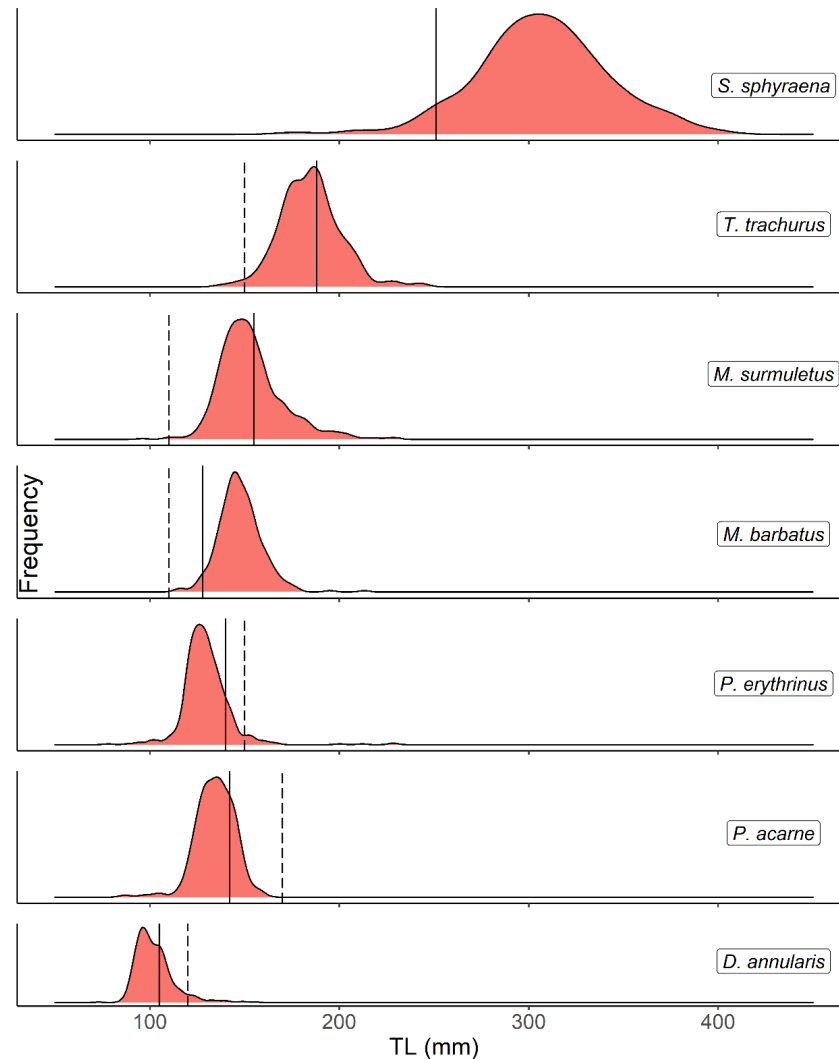 S. sphyraena
T. trachurus
M. surmuletus
M. barbatus
Frequency
P. erythrinus
P. acarne
D. annularis
100 200 300 400
TL (mm)